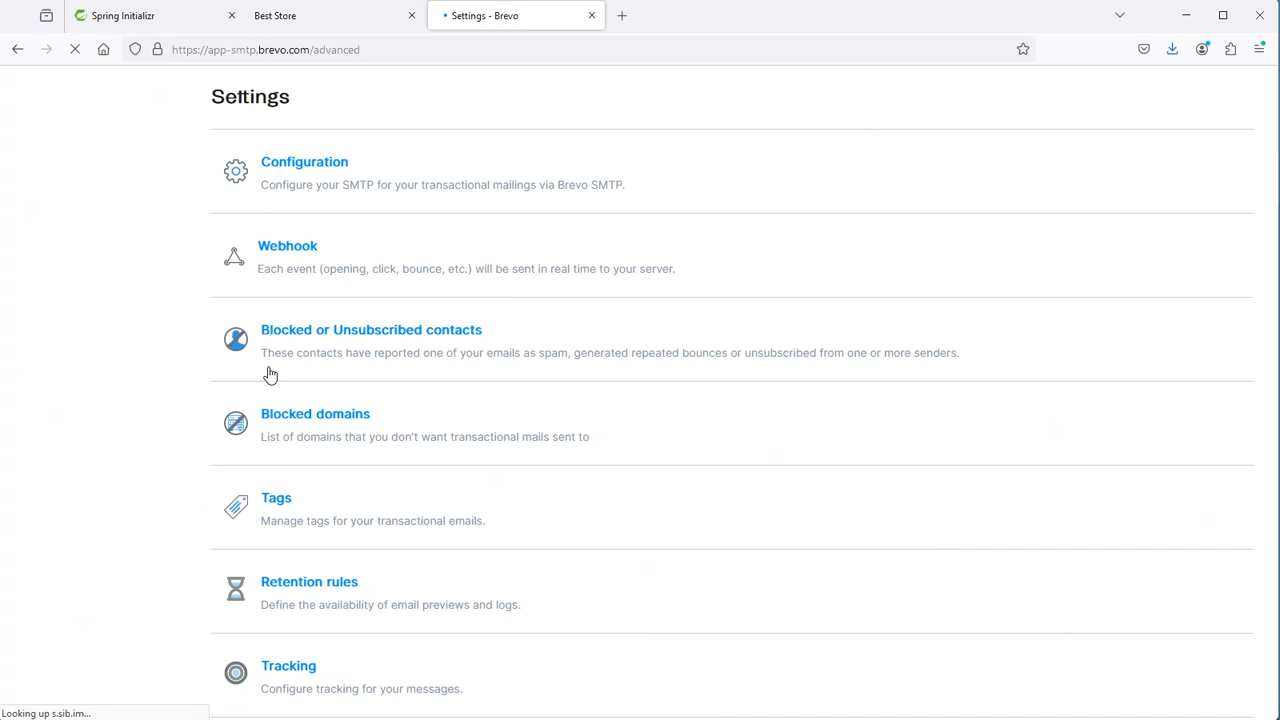 Spring Initializr
Best Store
Settings - Brevo
https://app-smtp.brevo.com/advanced
Settings
Configuration
Configure your SMTP for your transactional mailings via Brevo SMTP.
Webhook
Each event (opening, click, bounce, etc.) will be sent in real time to your server.
Blocked or Unsubscribed contacts
These contacts have reported one of your emails as spam, generated repeated bounces or unsubscribed from one or more senders.
Blocked domains
List of domains that you don't want transactional mails sent to
Tags
Manage tags for your transactional emails.
Retention rules
Define the availability of email previews and logs.
Tracking
Configure tracking for your messages.
Looking up s.sib.im...